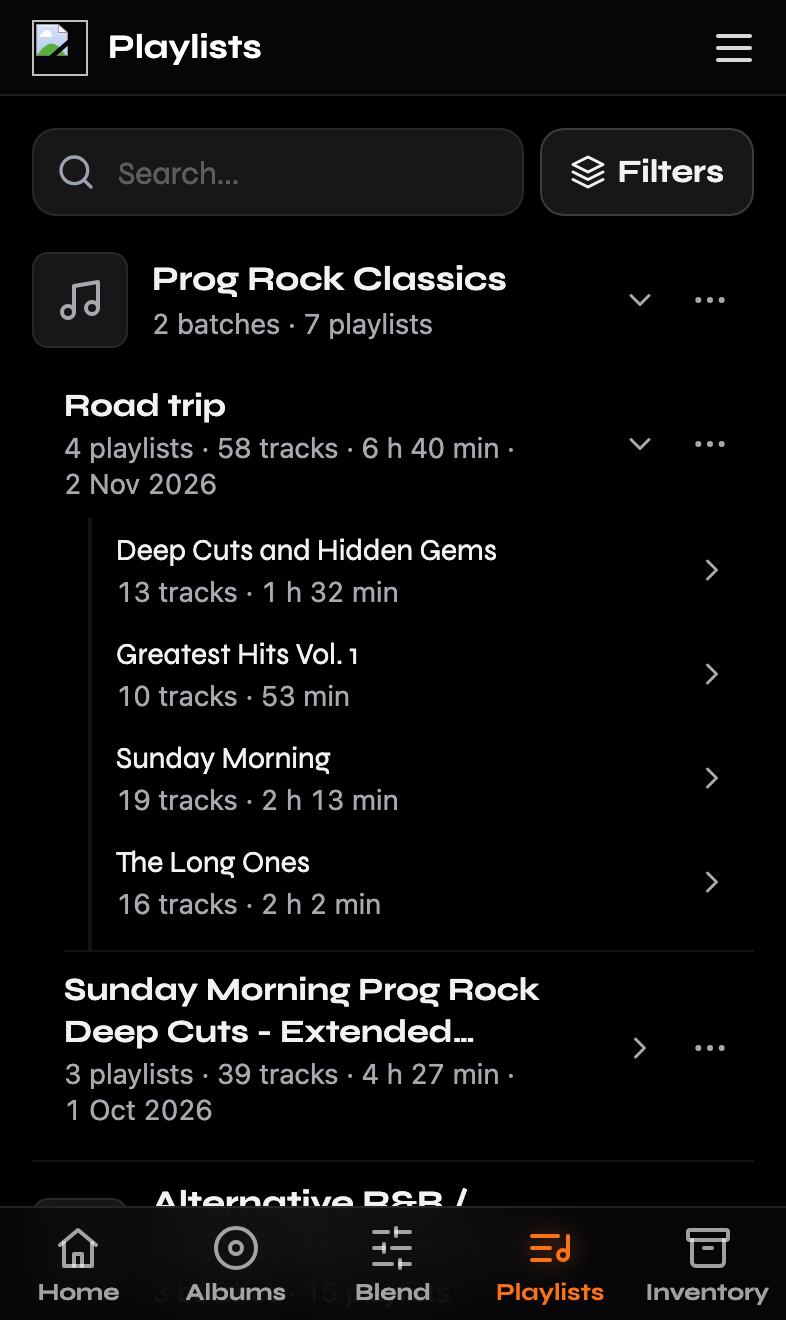 Playlists
Search...
Filters
Prog Rock Classics
2 batches · 7 playlists
Road trip
4 playlists · 58 tracks · 6 h 40 min ·
2 Nov 2026
Deep Cuts and Hidden Gems
13 tracks · 1 h 32 min
Greatest Hits Vol. 1
10 tracks · 53 min
Sunday Morning
19 tracks · 2 h 13 min
The Long Ones
16 tracks · 2 h 2 min
Sunday Morning Prog Rock
Deep Cuts - Extended…
3 playlists · 39 tracks · 4 h 27 min ·
1 Oct 2026
Alternative R&B /
Home
Albums
Blend
Playlists
Inventory